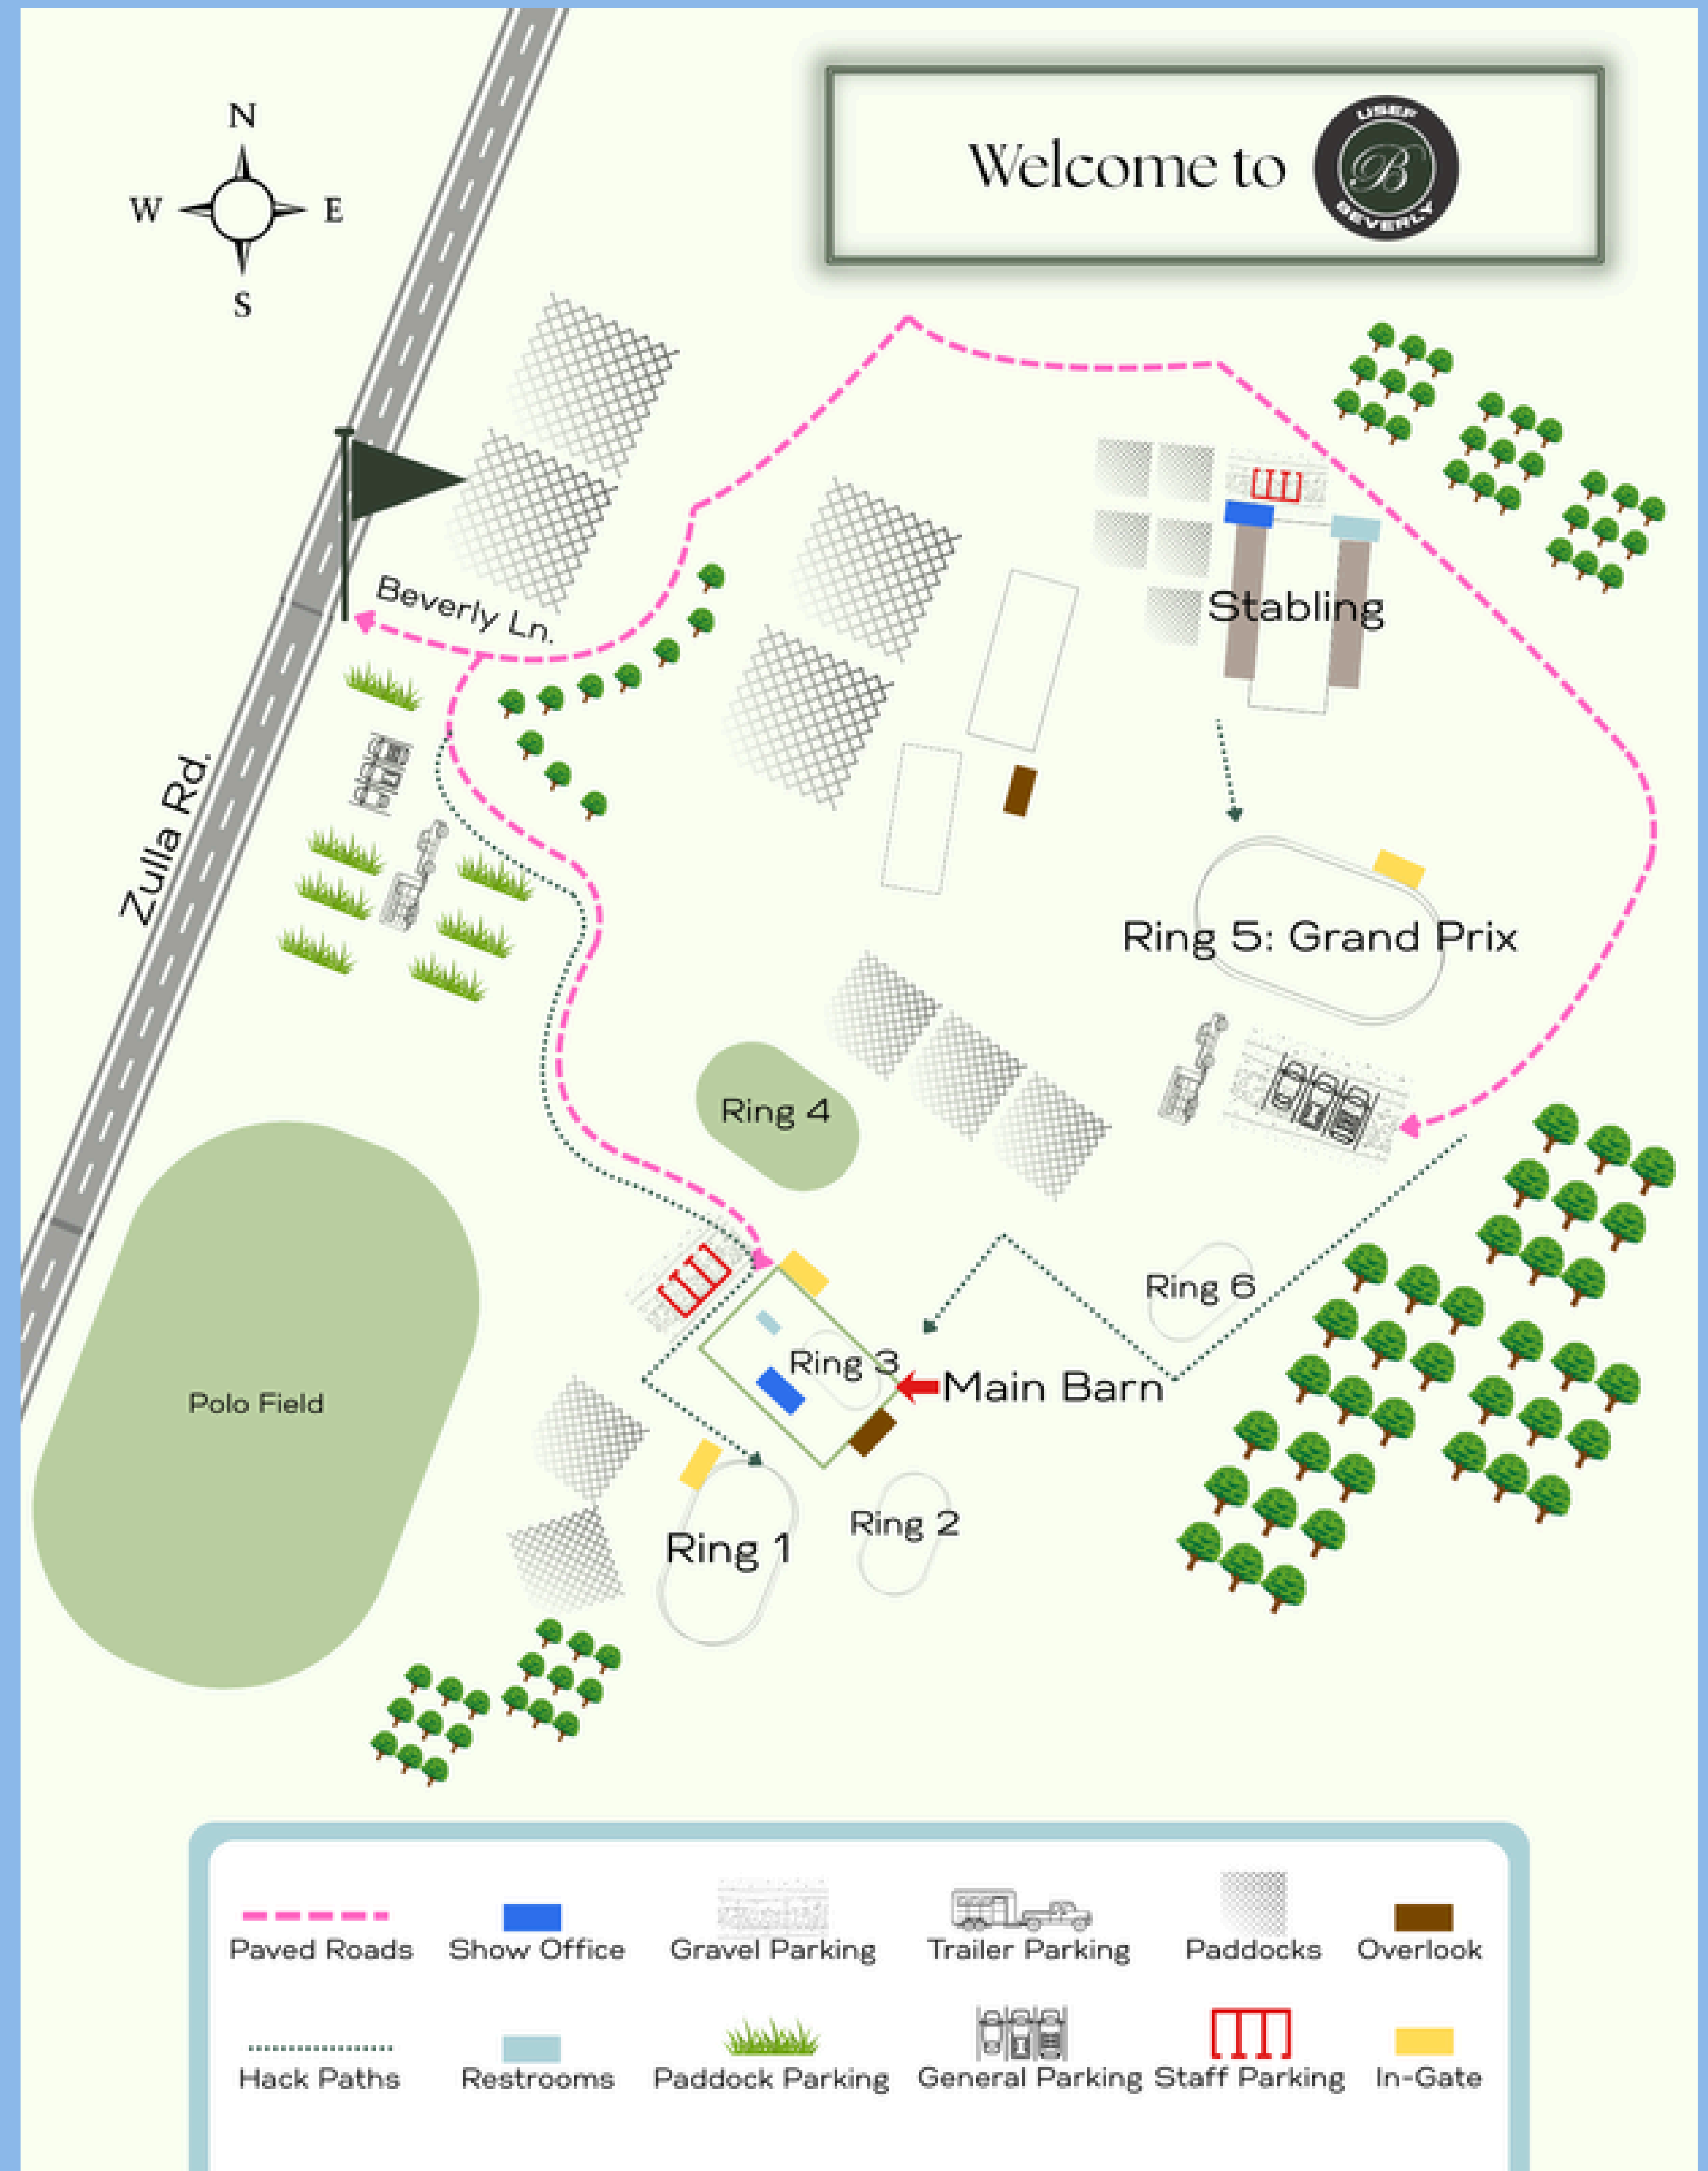 N
W
E
S
Welcome to
USEF
B
BEVERLY
Beverly Ln.
Stabling
Zulla Rd.
Ring 5: Grand Prix
Ring 4
Ring 6
Ring 3
Main Barn
Polo Field
Ring 2
Ring 1
Paved Roads
Show Office
Gravel Parking
Trailer Parking
Paddocks
Overlook
Hack Paths
Restrooms
Paddock Parking
General Parking
Staff Parking
In-Gate